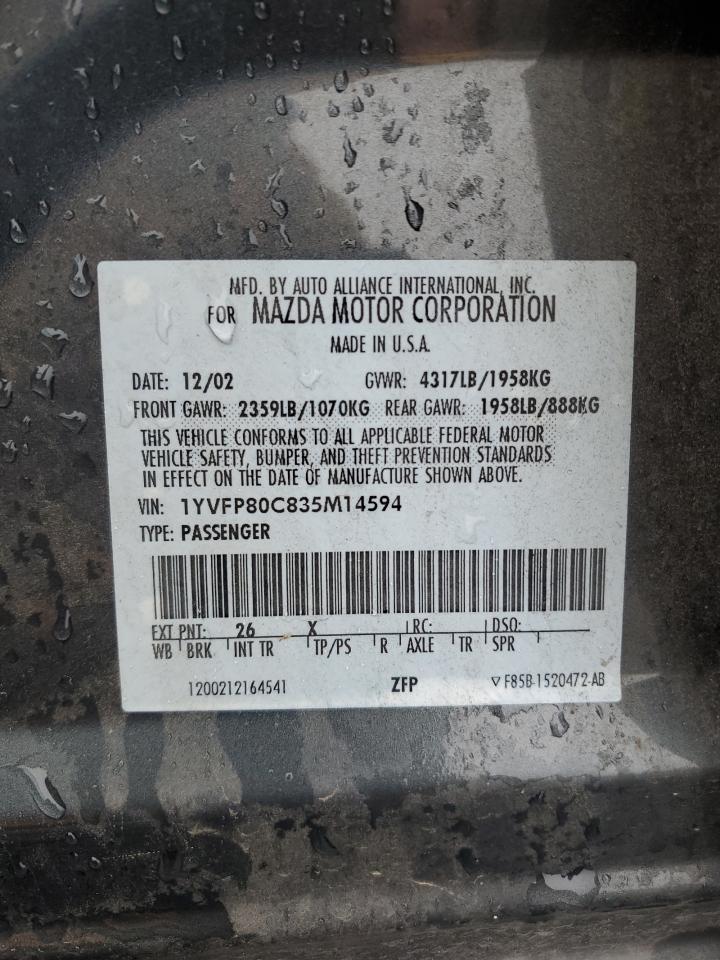 MFD. BY AUTO ALLIANCE INTERNATIONAL, INC.
FOR MAZDA MOTOR CORPORATION
MADE IN U.S.A.
DATE: 12/02 GVWR: 4317LB/1958KG
FRONT GAWR: 2359LB/1070KG REAR GAWR: 1958LB/888KG
THIS VEHICLE CONFORMS TO ALL APPLICABLE FEDERAL MOTOR
VEHICLE SAFETY, BUMPER, AND THEFT PREVENTION STANDARDS
IN EFFECT ON THE DATE OF MANUFACTURE SHOWN ABOVE.
VIN: 1YVFP80C835M14594
TYPE: PASSENGER
EXT PNT: 26 X RC: DSO:
WB BRK INT TR TP/PS R AXLE TR SPR
1200212164541 ZFP ▽ F85B-1520472-AB